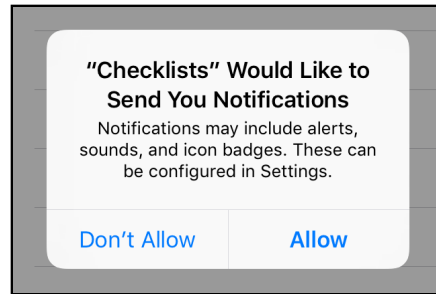 “Checklists” Would Like to
Send You Notifications
Notifications may include alerts,
sounds, and icon badges. These can
be configured in Settings.
Don’t Allow
Allow